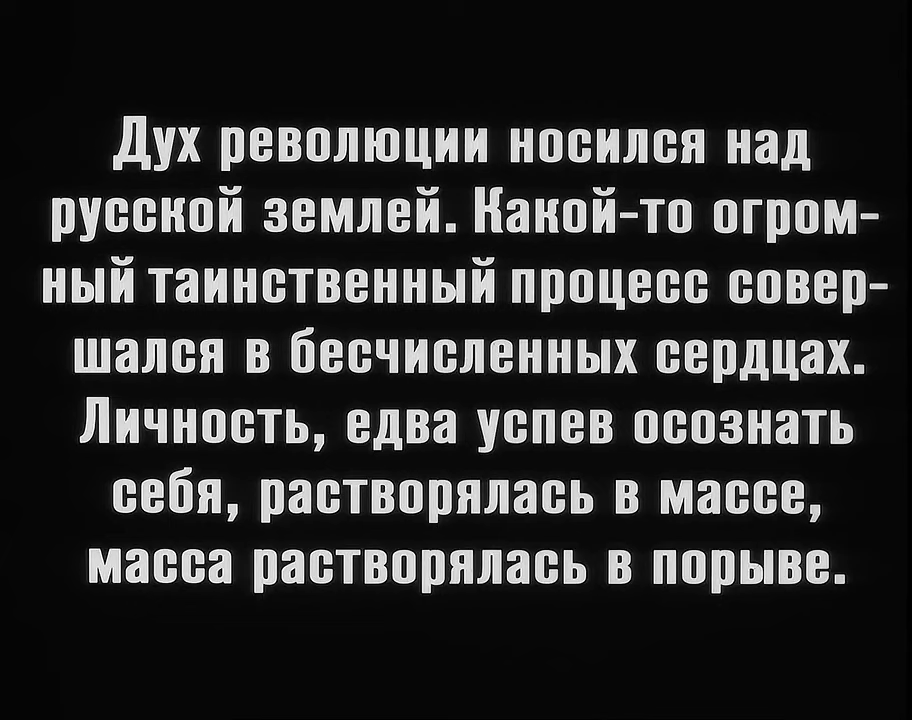 Дух революции носился над
русской землей. Какой-то огром-
ный таинственный процесс совер-
шался в бесчисленных сердцах.
Личность, едва успев осознать
себя, растворялась в массе,
масса растворялась в порыве.